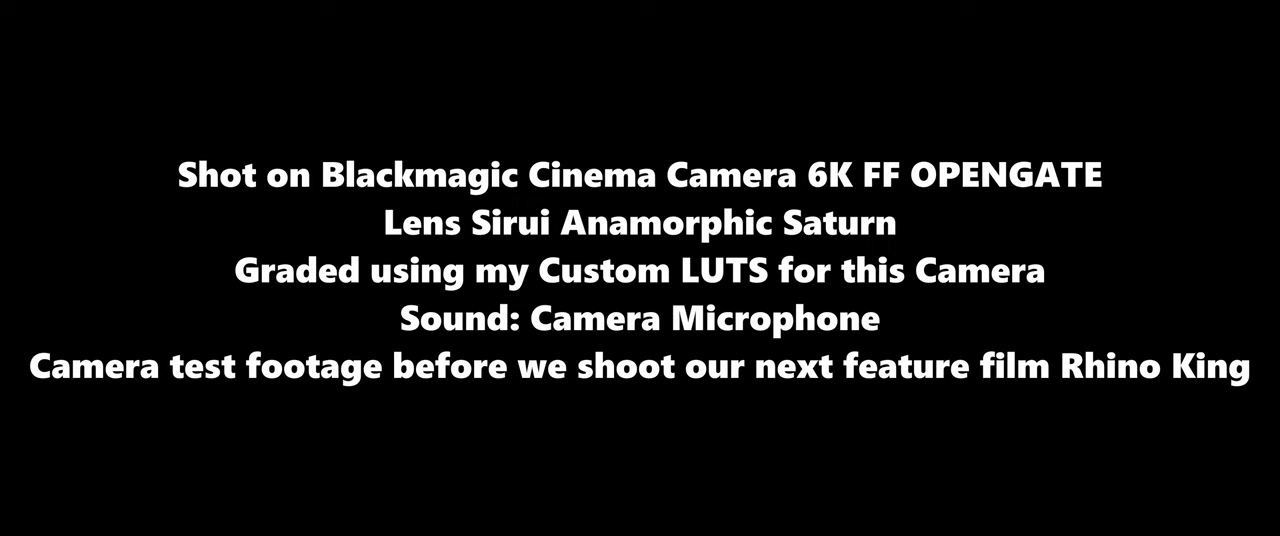 Shot on Blackmagic Cinema Camera 6K FF OPENGATE
Lens Sirui Anamorphic Saturn
Graded using my Custom LUTS for this Camera
Sound: Camera Microphone
Camera test footage before we shoot our next feature film Rhino King